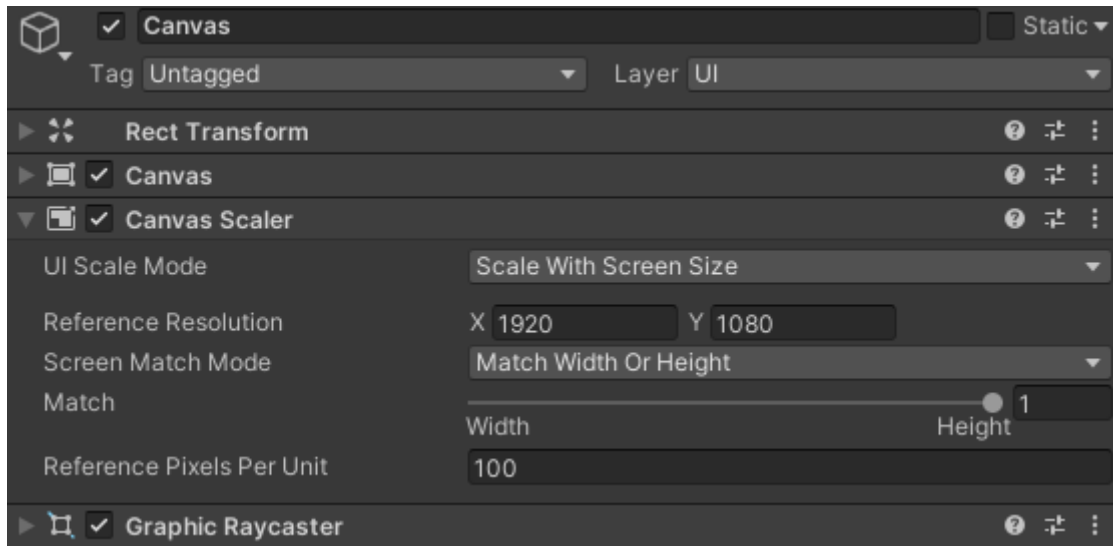 Canvas Static
Tag Untagged Layer UI
Rect Transform
Canvas
Canvas Scaler
UI Scale Mode Scale With Screen Size
Reference Resolution X 1920 Y 1080
Screen Match Mode Match Width Or Height
Match 1
Width Height
Reference Pixels Per Unit 100
Graphic Raycaster